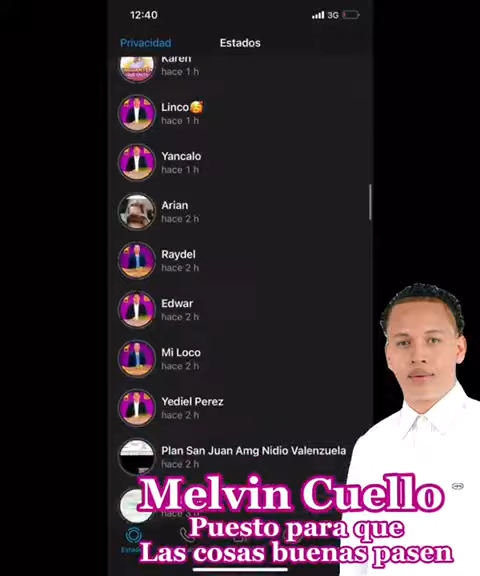 12:40
3G
Privacidad
Estados
Karen
hace 1 h
Linco🥳
hace 1 h
Yancalo
hace 1 h
Arian
hace 2 h
Raydel
hace 2 h
Edwar
hace 2 h
Mi Loco
hace 2 h
Yediel Perez
hace 2 h
Plan San Juan Amg Nidio Valenzuela
hace 2 h
Melvin Cuello
Puesto para que
Las cosas buenas pasen